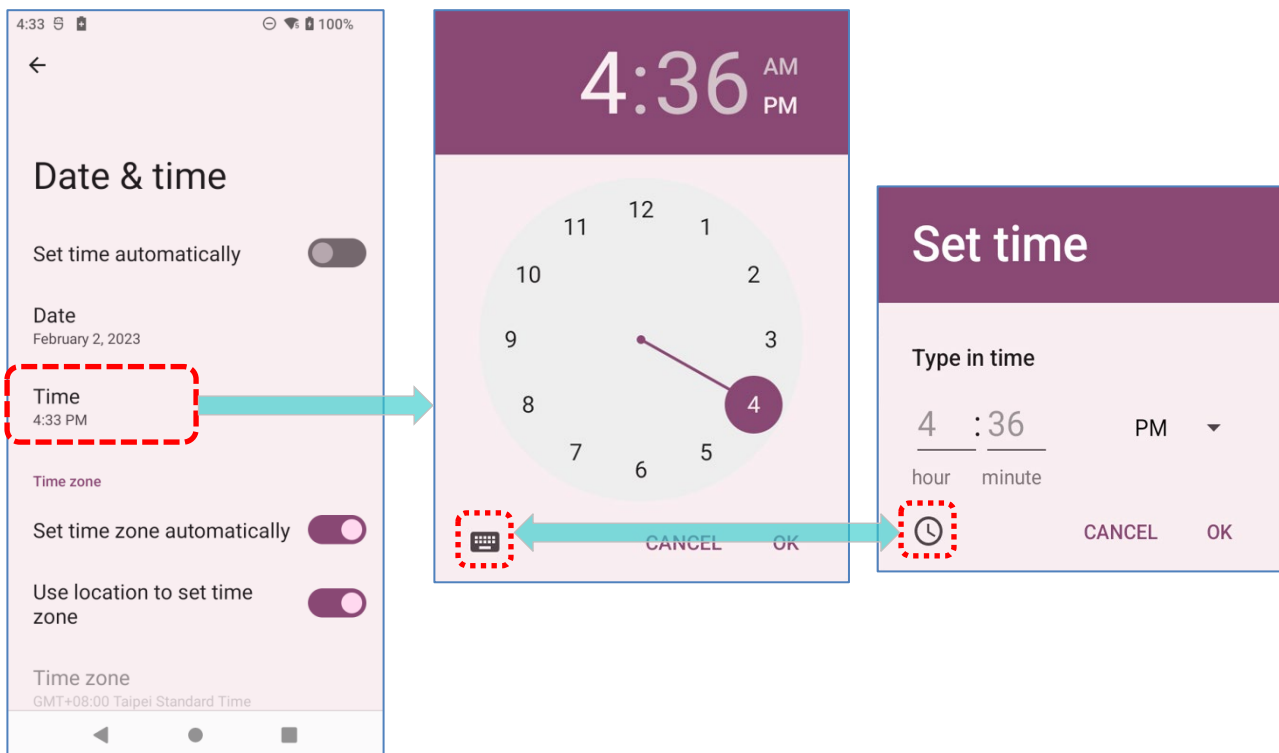 4:33 100%
Date & time
Set time automatically
Date
February 2, 2023
Time
4:33 PM
Time zone
Set time zone automatically
Use location to set time
zone
Time zone
GMT+08:00 Taipei Standard Time
4:36 AM
PM
12
11 1
10 2
9 3
8 4
7 5
6
CANCEL OK
Set time
Type in time
4 : 36 PM
hour minute
CANCEL OK